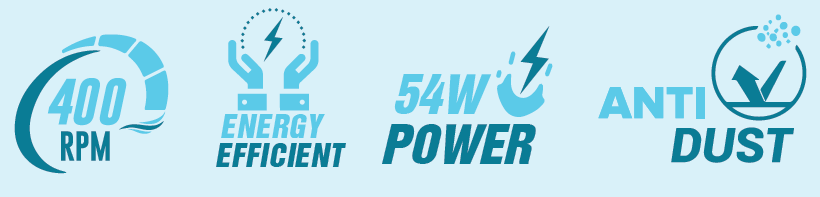 400
RPM
ENERGY
EFFICIENT
54W
POWER
ANTI
DUST